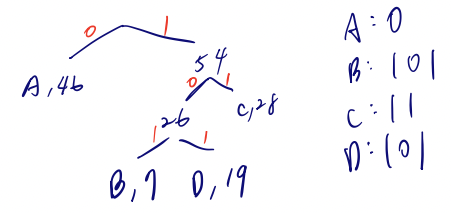 0 1
A, 46
54
0 1
26
C, 28
1 1
B, 7 D, 19
A: 0
B: 101
C: 11
D: 101